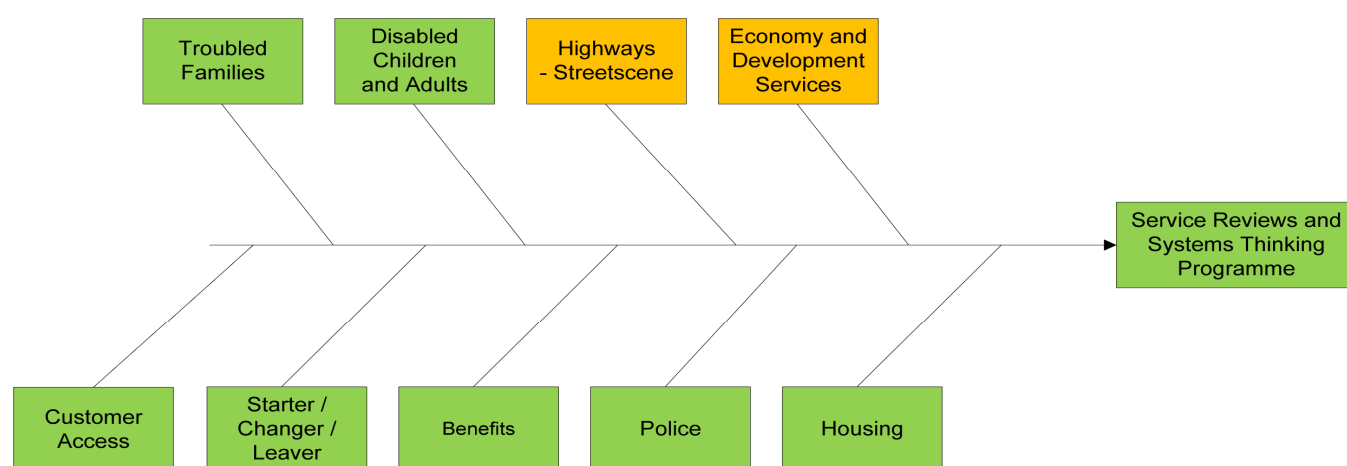 Troubled
Families
Disabled
Children
and Adults
Highways
- Streetscene
Economy and
Development
Services
Service Reviews and
Systems Thinking
Programme
Customer
Access
Starter /
Changer /
Leaver
Benefits
Police
Housing